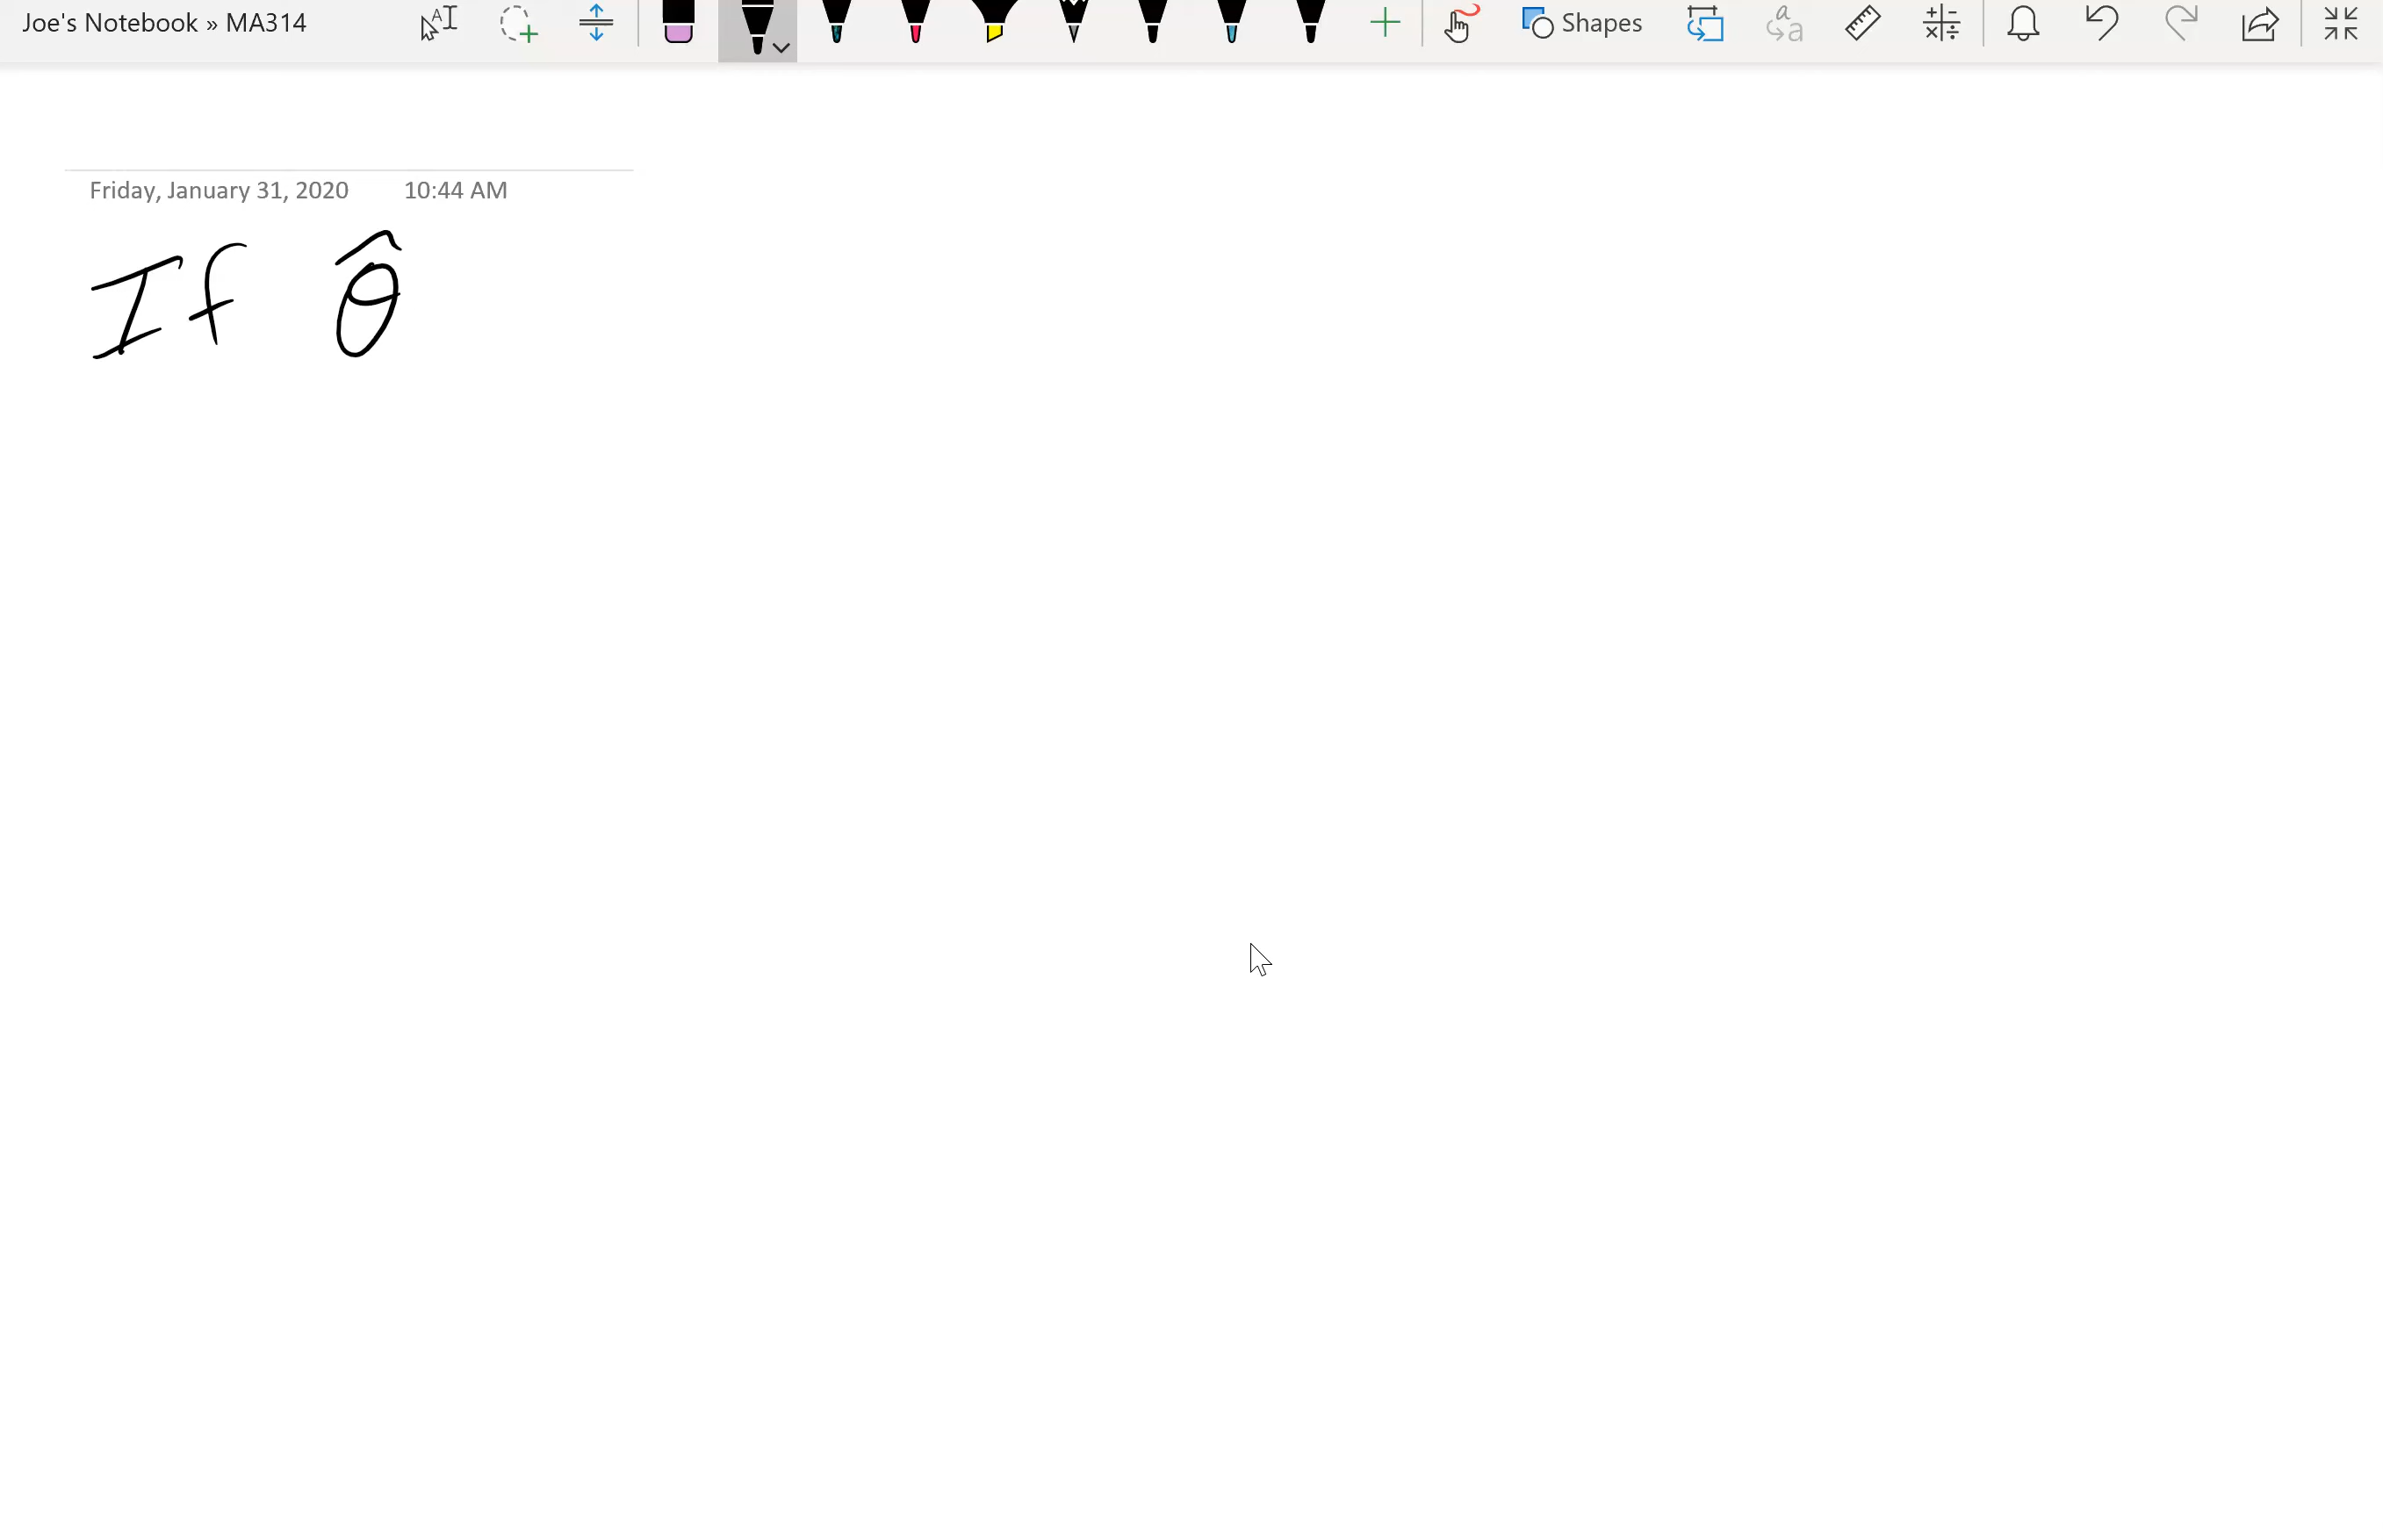 Joe's Notebook » MA314 Shapes
Friday, January 31, 2020 10:44 AM
If θ̂